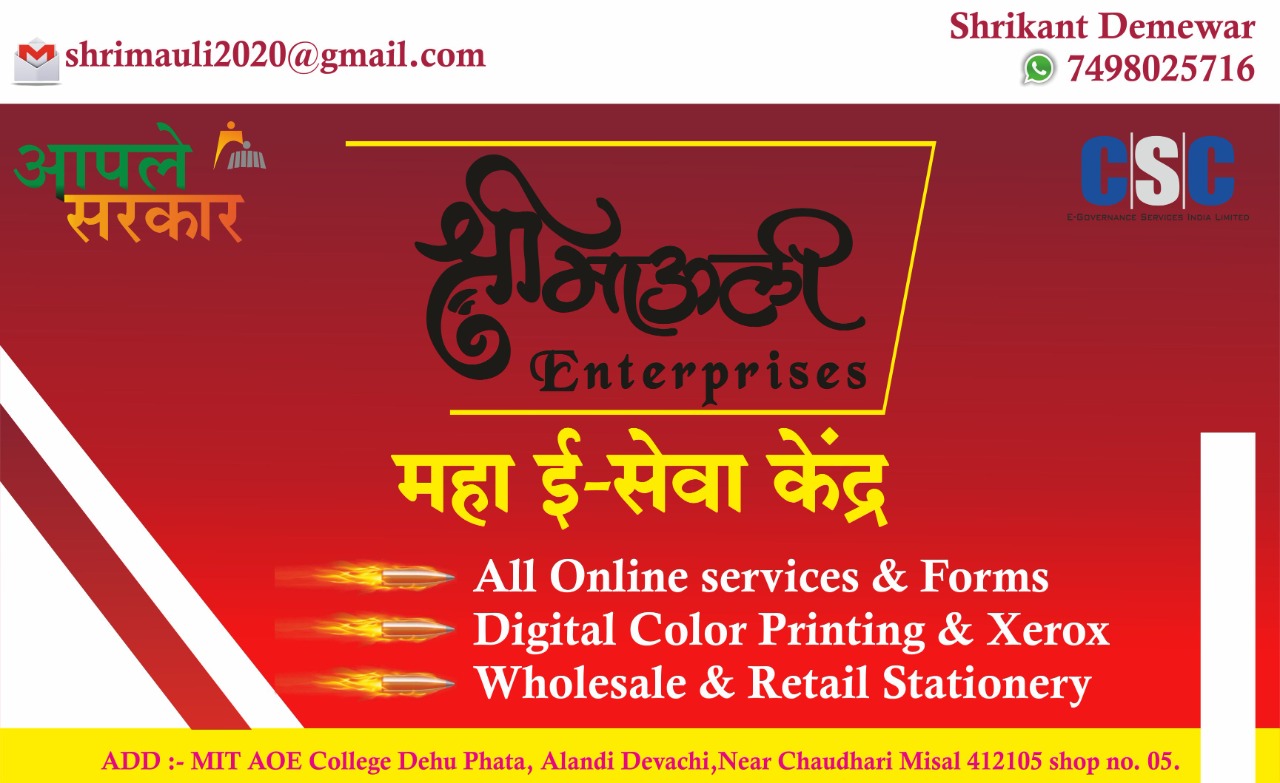 shrimauli2020@gmail.com
Shrikant Demewar
7498025716
आपले
सरकार
CSC
E-Governance Services India Limited
श्री माऊली
Enterprises
महा ई-सेवा केंद्र
All Online services & Forms
Digital Color Printing & Xerox
Wholesale & Retail Stationery
ADD :- MIT AOE College Dehu Phata, Alandi Devachi,Near Chaudhari Misal 412105 shop no. 05.